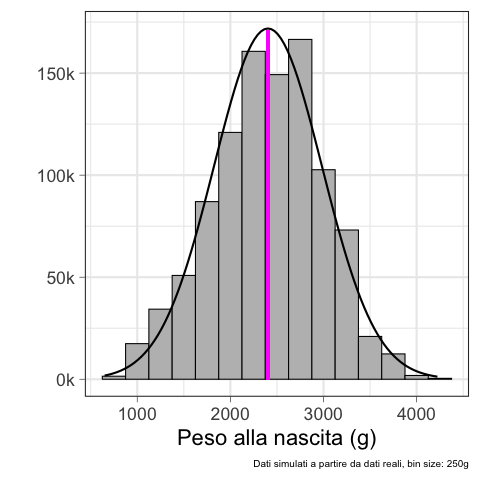 150k
100k
50k
0k
1000 2000 3000 4000
Peso alla nascita (g)
Dati simulati a partire da dati reali, bin size: 250g